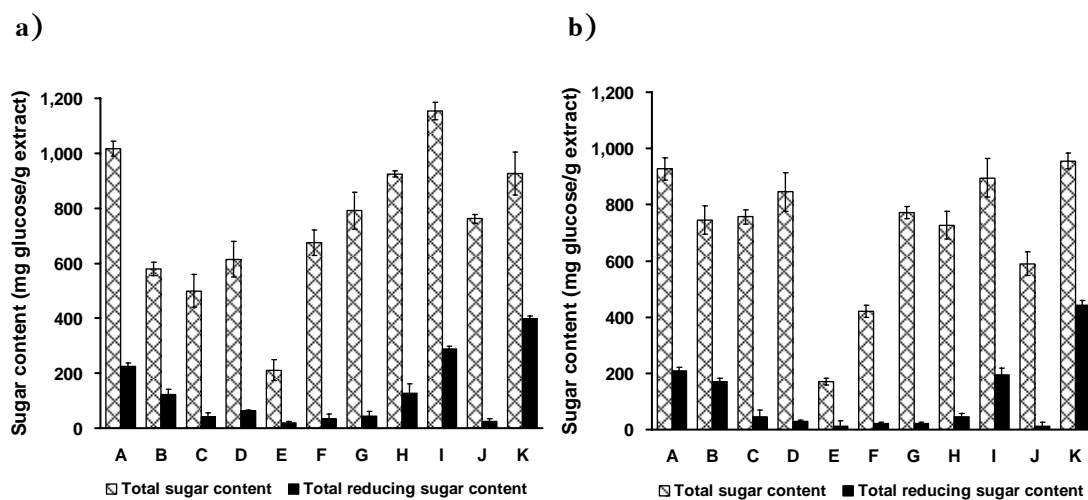 a)
b)
Sugar content (mg glucose/g extract)
1,200
1,000
800
600
400
200
0
A B C D E F G H I J K
Total sugar content Total reducing sugar content
Sugar content (mg glucose/g extract)
1,200
1,000
800
600
400
200
0
A B C D E F G H I J K
Total sugar content Total reducing sugar content